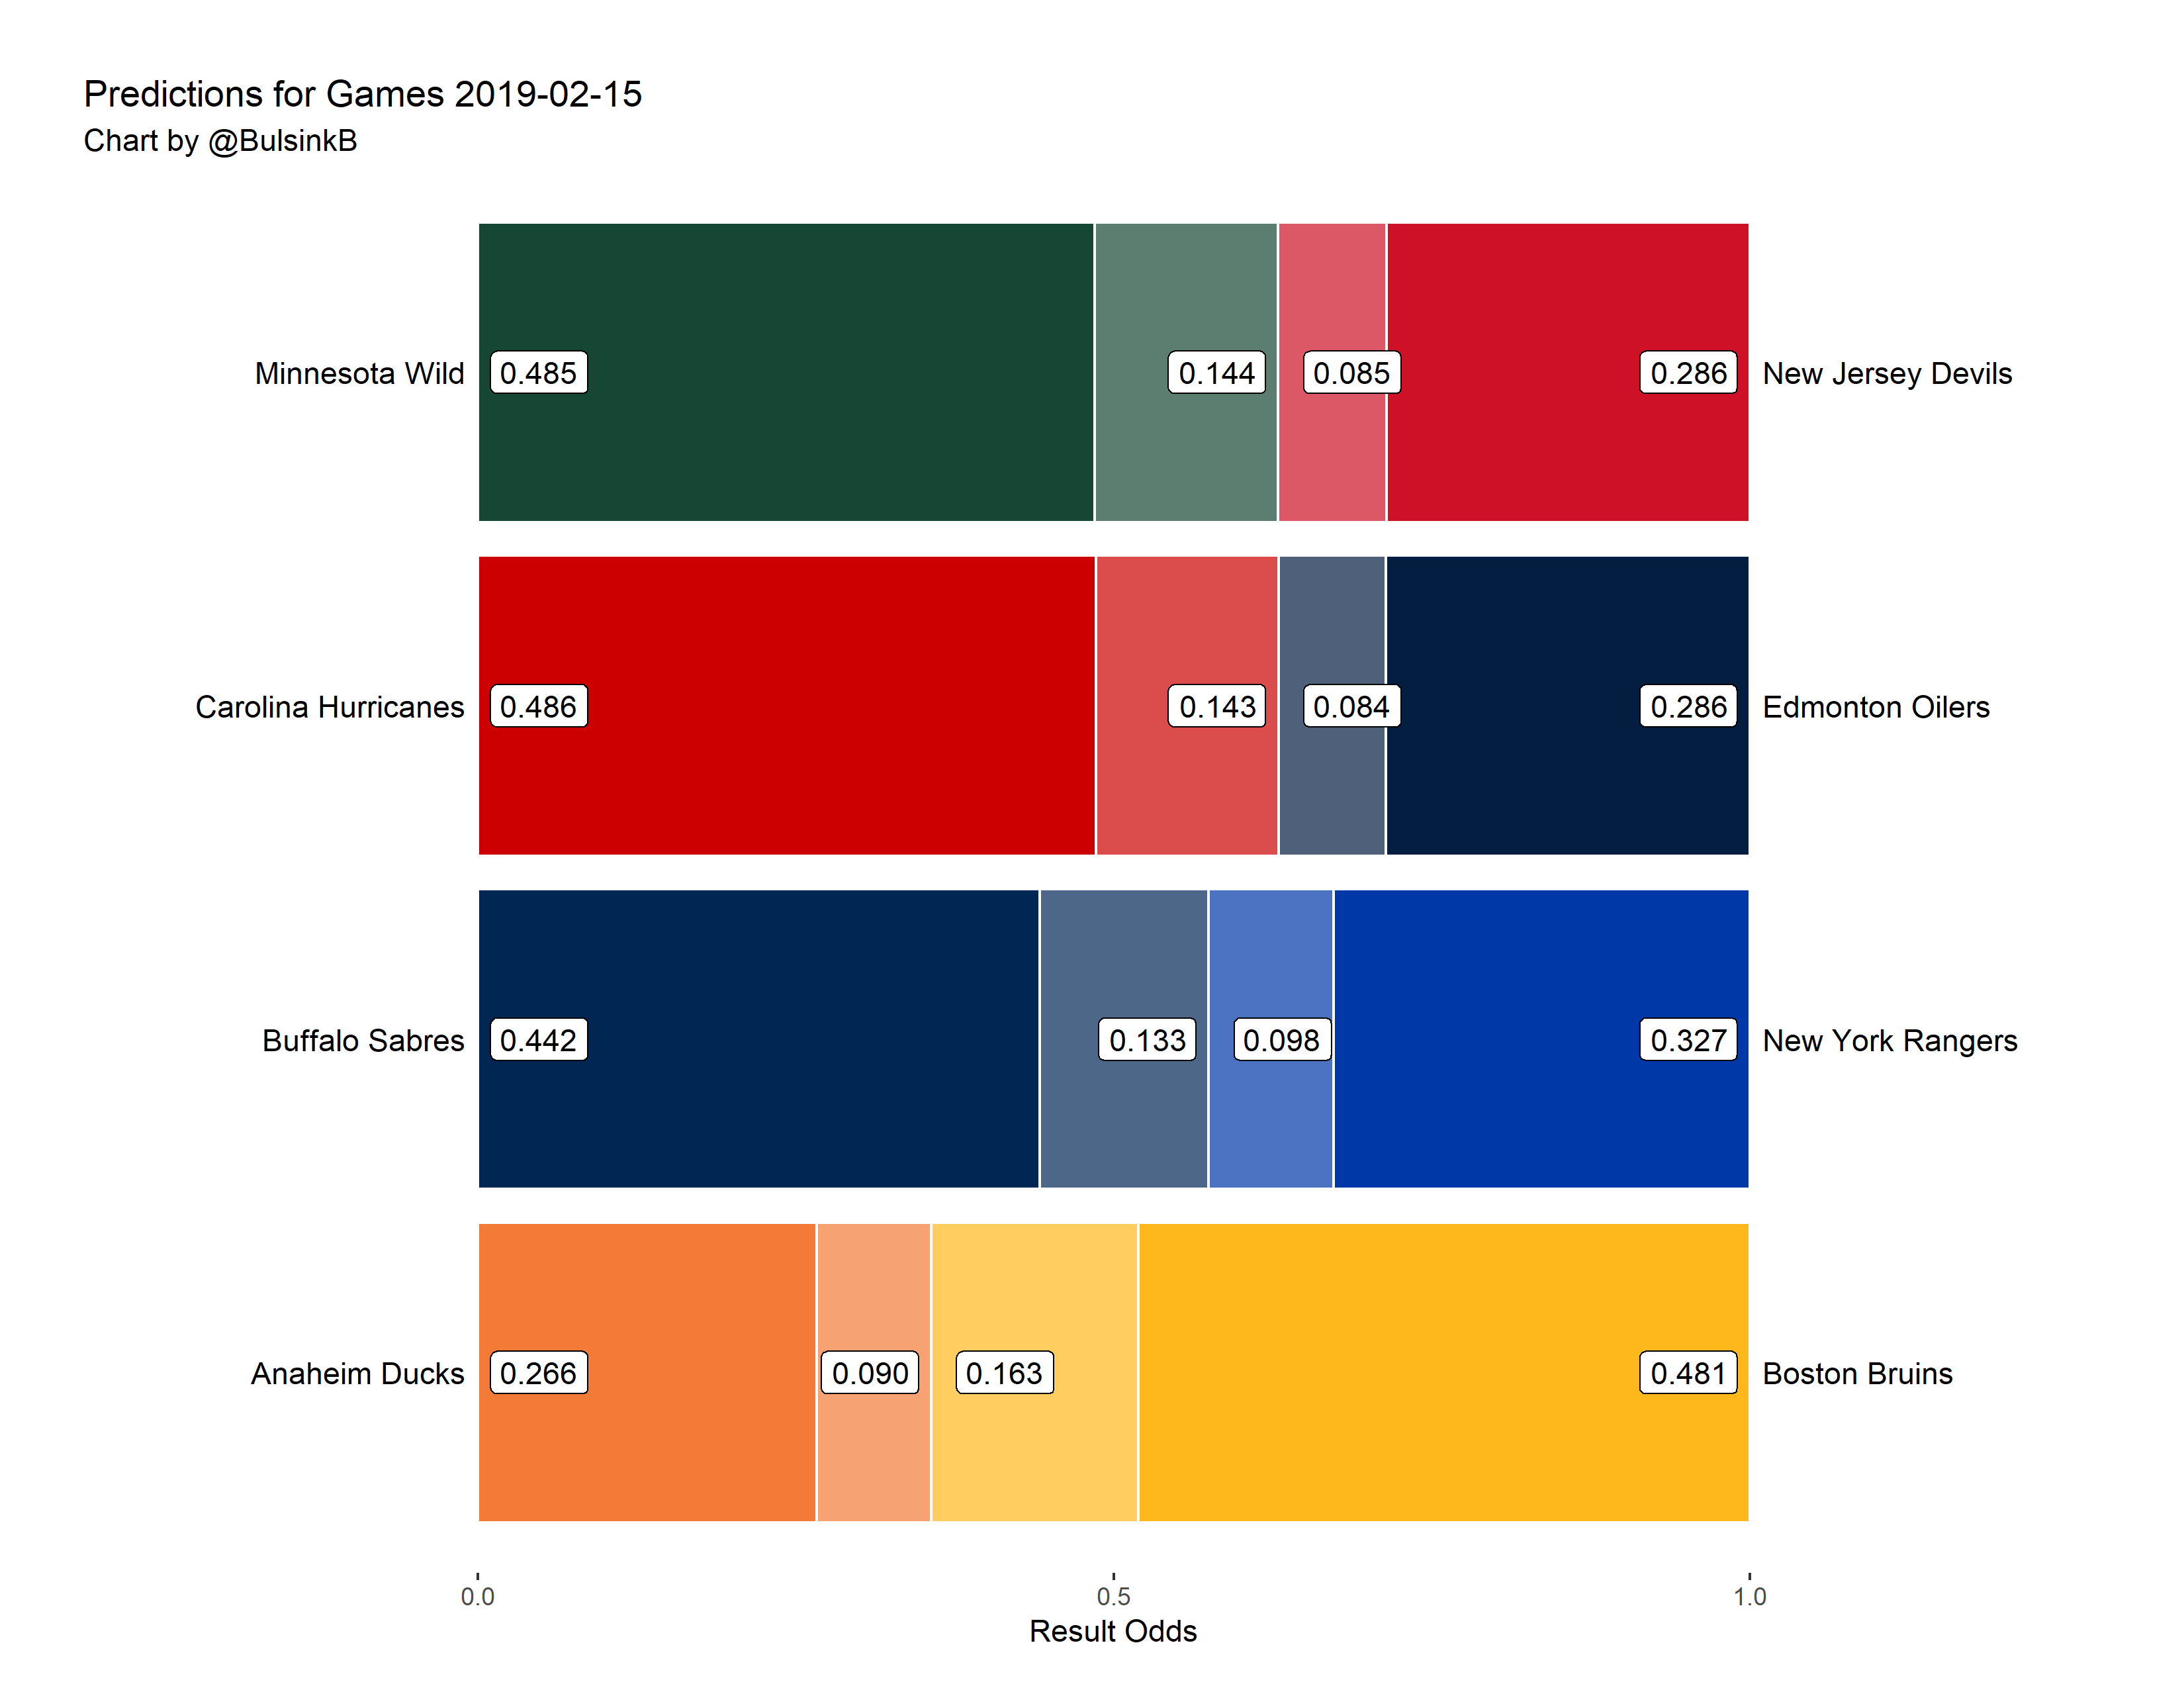 Predictions for Games 2019-02-15
Chart by @BulsinkB
Minnesota Wild 0.485 0.144 0.085 0.286 New Jersey Devils
Carolina Hurricanes 0.486 0.143 0.084 0.286 Edmonton Oilers
Buffalo Sabres 0.442 0.133 0.098 0.327 New York Rangers
Anaheim Ducks 0.266 0.090 0.163 0.481 Boston Bruins
0.0 0.5 1.0
Result Odds